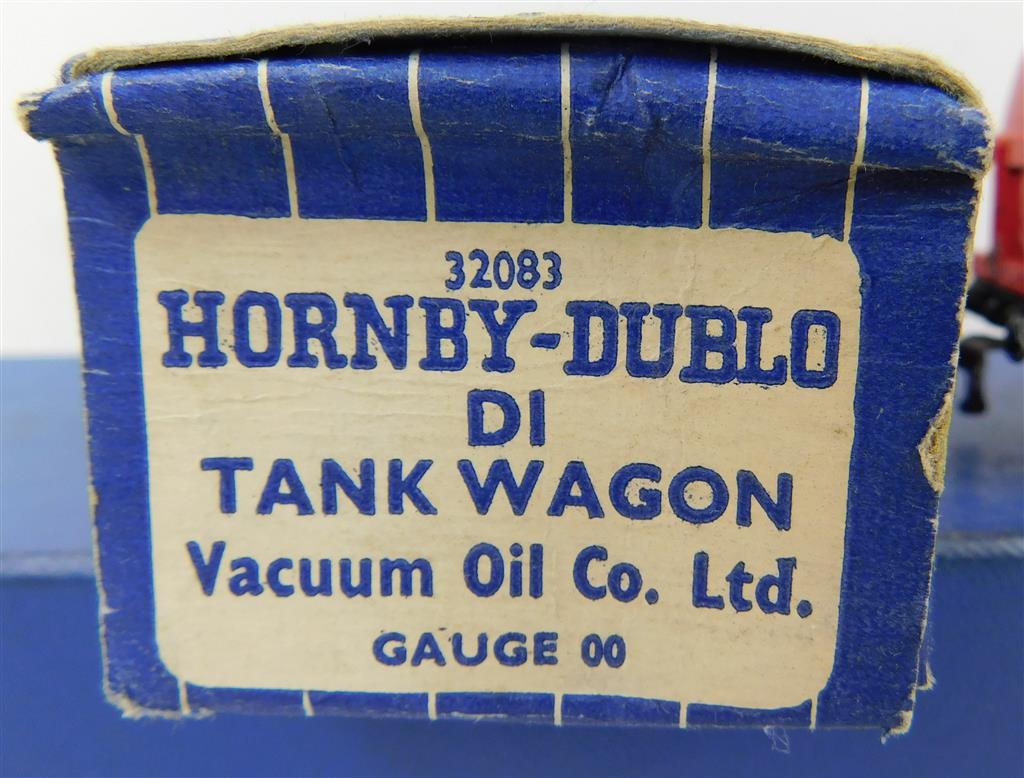 32083
HORNBY-DUBLO
DI
TANK WAGON
Vacuum Oil Co. Ltd.
GAUGE 00